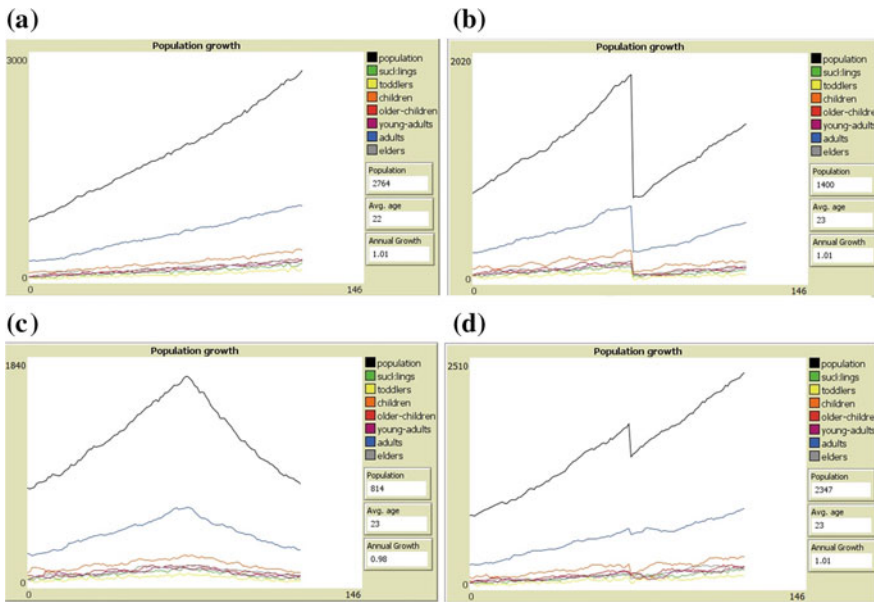 (a)
Population growth
3000
population
sucklings
toddlers
children
older-children
young-adults
adults
elders
Population
2764
Avg. age
22
Annual Growth
1.01
0
0
146
(b)
Population growth
2020
population
sucklings
toddlers
children
older-children
young-adults
adults
elders
Population
1400
Avg. age
23
Annual Growth
1.01
0
0
146
(c)
Population growth
1840
population
sucklings
toddlers
children
older-children
young-adults
adults
elders
Population
814
Avg. age
23
Annual Growth
0.98
0
0
146
(d)
Population growth
2510
population
sucklings
toddlers
children
older-children
young-adults
adults
elders
Population
2347
Avg. age
23
Annual Growth
1.01
0
0
146